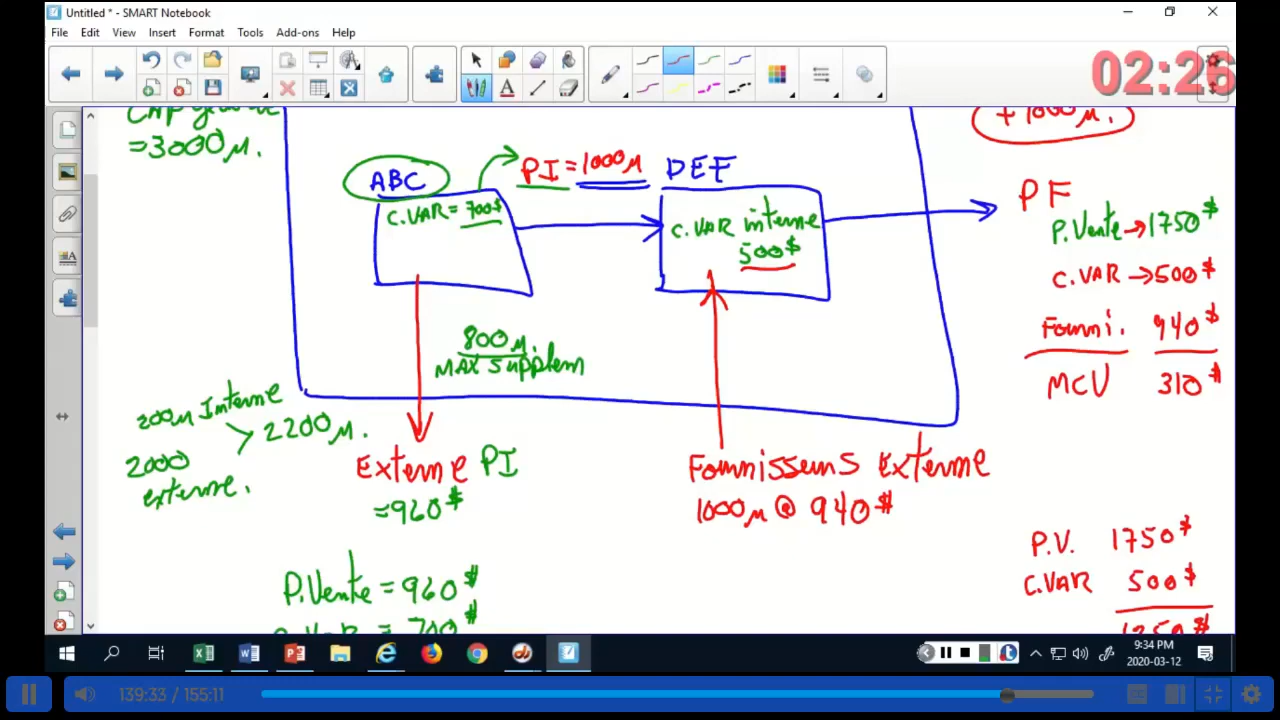 Untitled * - SMART Notebook
File Edit View Insert Format Tools Add-ons Help
02:26
= 3000 u.
+ 1000 u.
ABC
PI = 1000 u
DEF
C.VAR = 700$
C. VAR interne
500$
PF
P. Vente → 1750$
C.VAR → 500$
Fourni. 940$
MCV 310$
800 u.
MAX Supplem
200 u Interne
> 2200 u.
2000
externe.
Externe PI
= 960$
Fournisseurs Externe
1000 u @ 940$
P.Vente = 960$
P.V. 1750$
C.VAR 500$
9:34 PM
2020-03-12
139:33 / 155:11